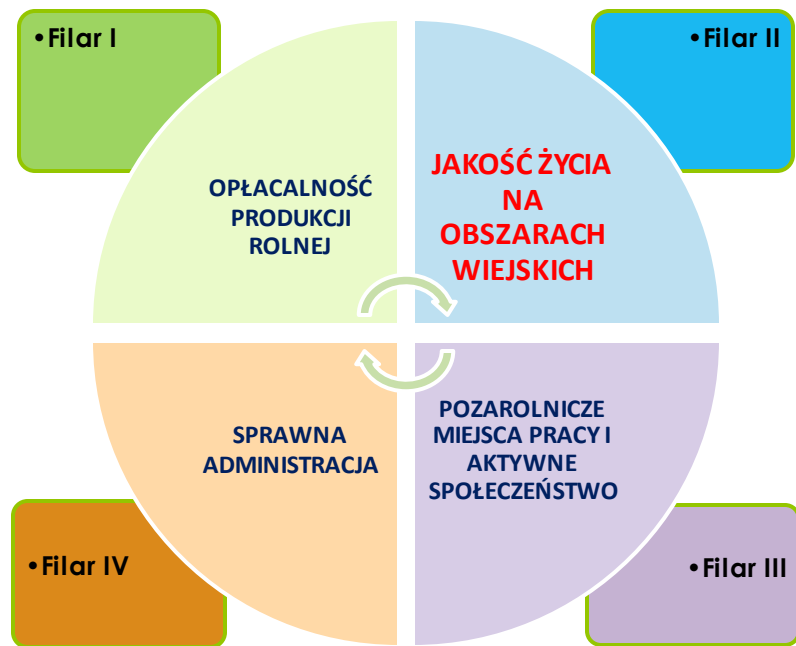 •Filar I
•Filar II
OPŁACALNOŚĆ
PRODUKCJI
ROLNEJ
JAKOŚĆ ŻYCIA
NA
OBSZARACH
WIEJSKICH
SPRAWNA
ADMINISTRACJA
POZAROLNICZE
MIEJSCA PRACY I
AKTYWNE
SPOŁECZEŃSTWO
•Filar IV
•Filar III